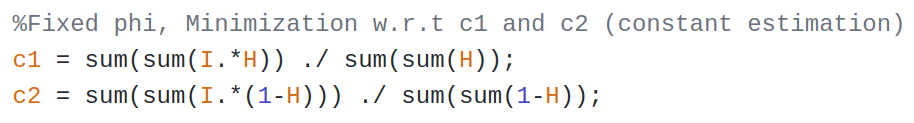 %Fixed phi, Minimization w.r.t c1 and c2 (constant estimation)
c1 = sum(sum(I.*H)) ./ sum(sum(H));
c2 = sum(sum(I.*(1-H))) ./ sum(sum(1-H));